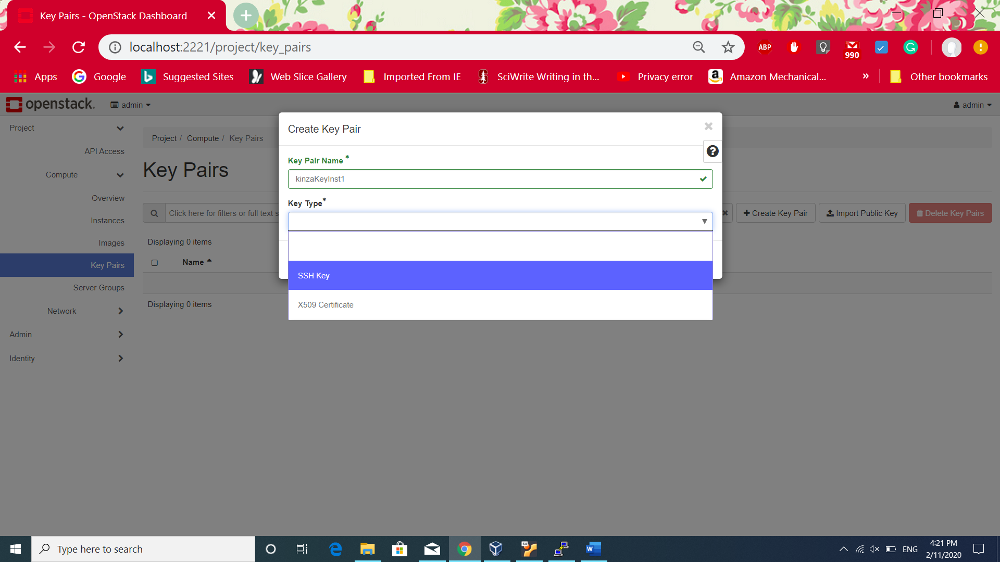 Key Pairs - OpenStack Dashboard
localhost:2221/project/key_pairs
ABP
990
Apps
Google
Suggested Sites
Web Slice Gallery
Imported From IE
SciWrite Writing in th...
Privacy error
Amazon Mechanical...
»
Other bookmarks
openstack.
admin
admin
Project
API Access
Compute
Overview
Instances
Images
Key Pairs
Server Groups
Network
Admin
Identity
Project / Compute / Key Pairs
Key Pairs
Click here for filters or full text s
Create Key Pair
Import Public Key
Delete Key Pairs
Displaying 0 items
Name
Displaying 0 items
Create Key Pair
Key Pair Name *
kinzaKeyInst1
Key Type*
SSH Key
X509 Certificate
Type here to search
64
ENG
4:21 PM
2/11/2020